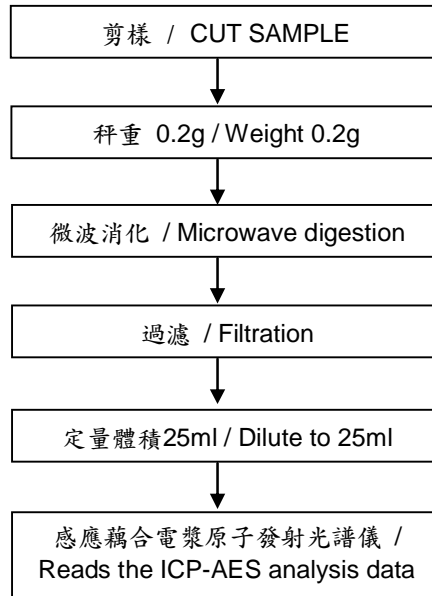 剪樣 / CUT SAMPLE
秤重 0.2g / Weight 0.2g
微波消化 / Microwave digestion
過濾 / Filtration
定量體積25ml / Dilute to 25ml
感應藕合電漿原子發射光譜儀 /
Reads the ICP-AES analysis data